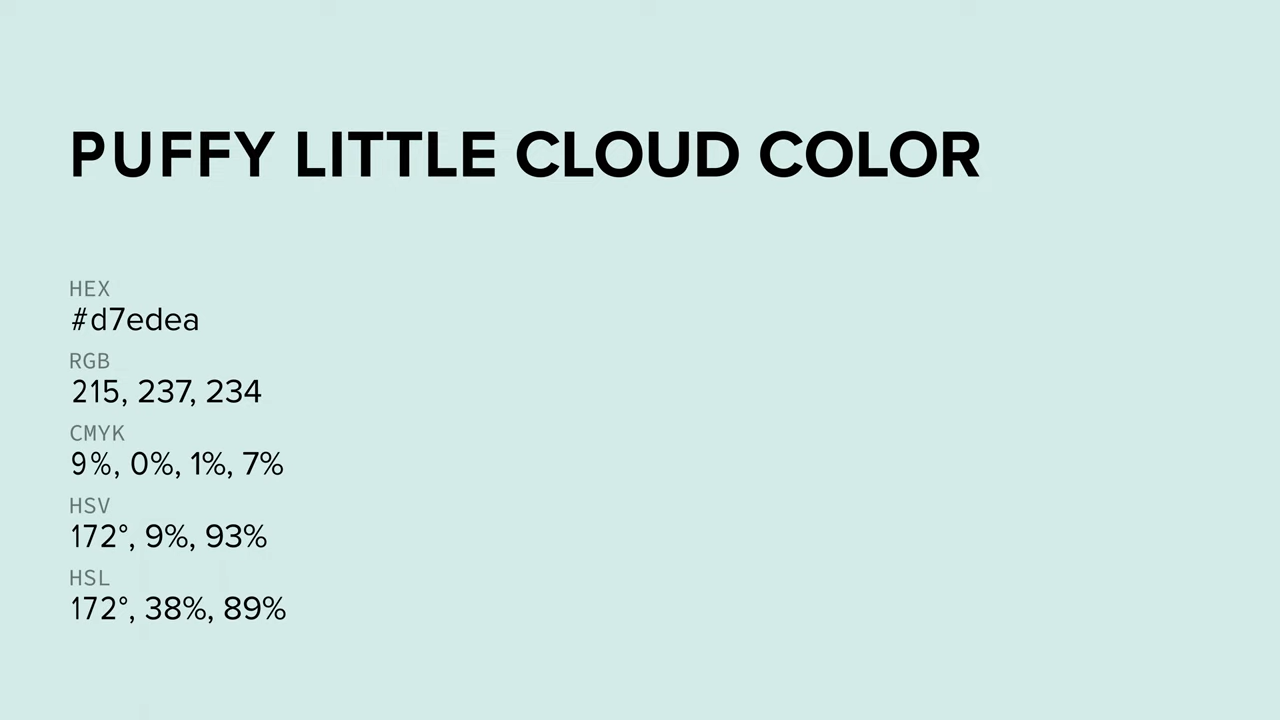 PUFFY LITTLE CLOUD COLOR
HEX
#d7edea
RGB
215, 237, 234
CMYK
9%, 0%, 1%, 7%
HSV
172°, 9%, 93%
HSL
172°, 38%, 89%